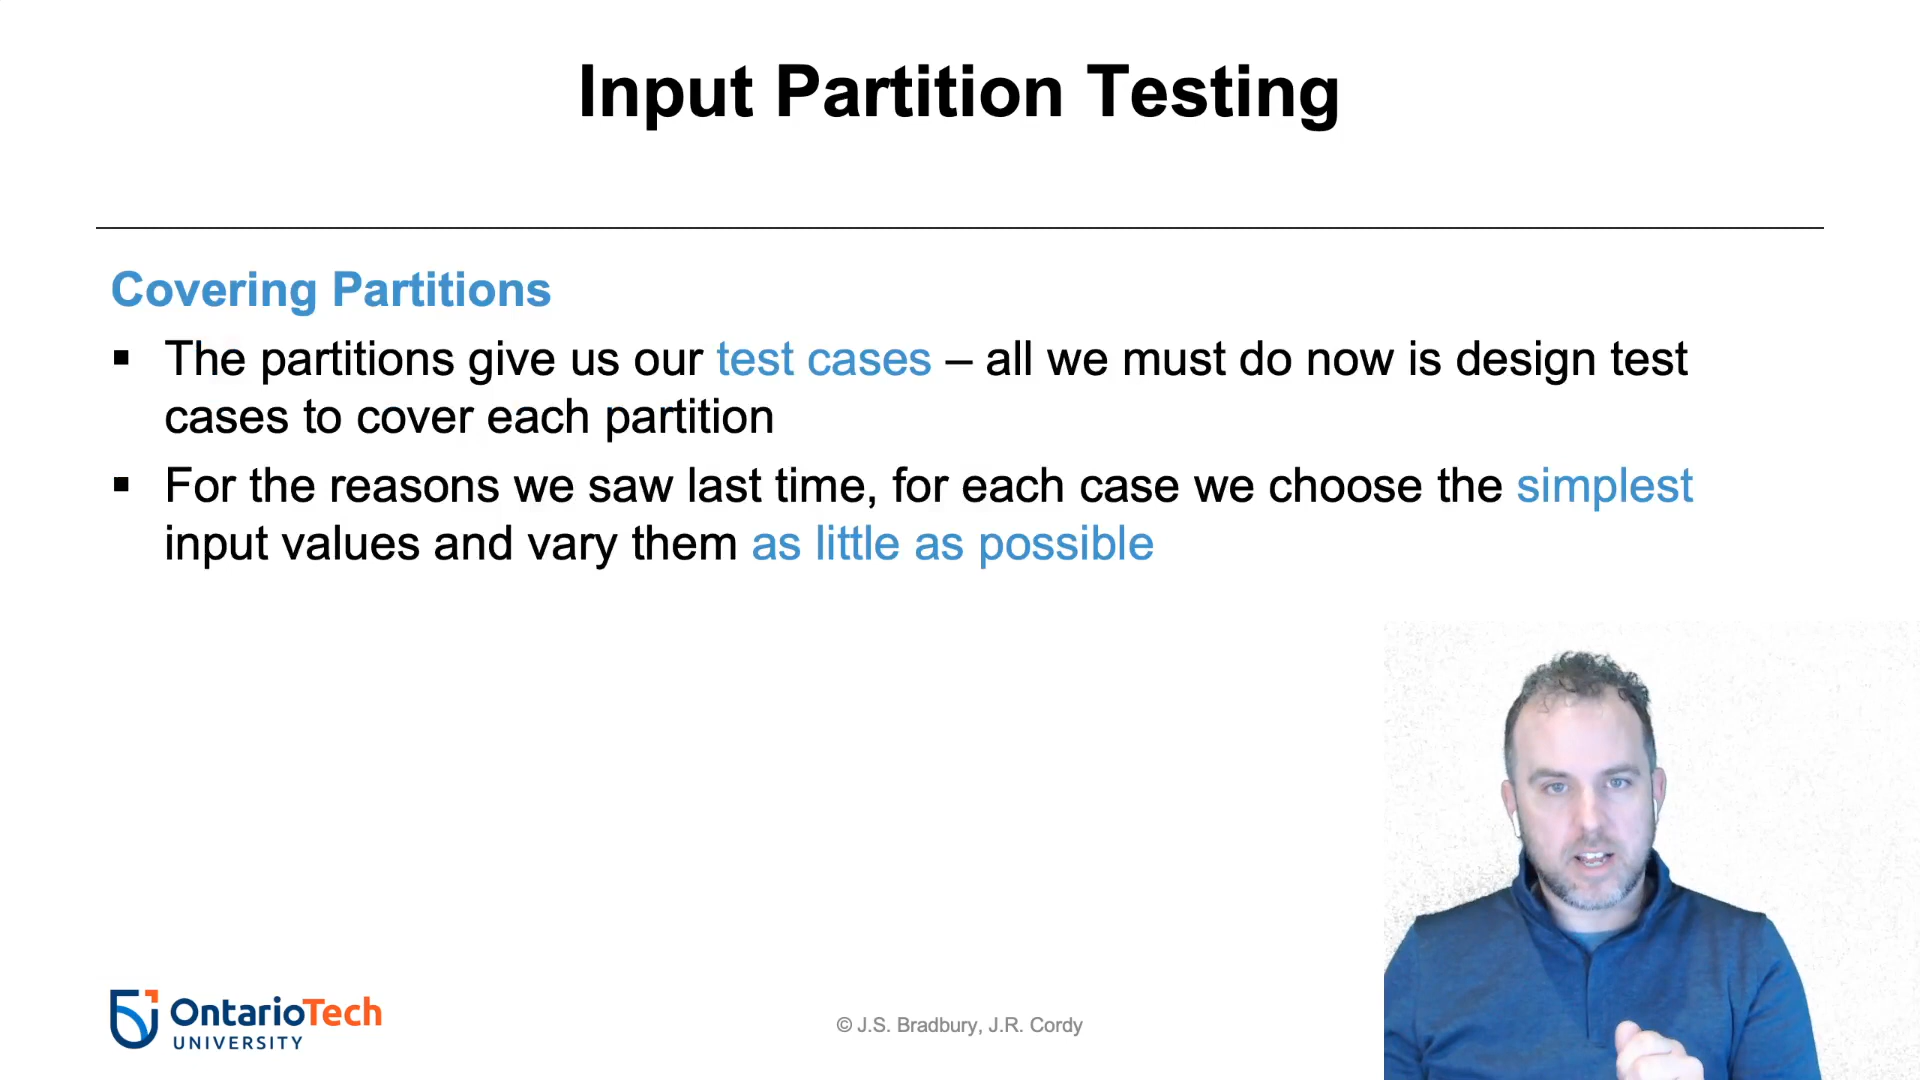 Input Partition Testing
Covering Partitions
▪ The partitions give us our test cases – all we must do now is design test
cases to cover each partition
▪ For the reasons we saw last time, for each case we choose the simplest
input values and vary them as little as possible
OntarioTech
UNIVERSITY
© J.S. Bradbury, J.R. Cordy